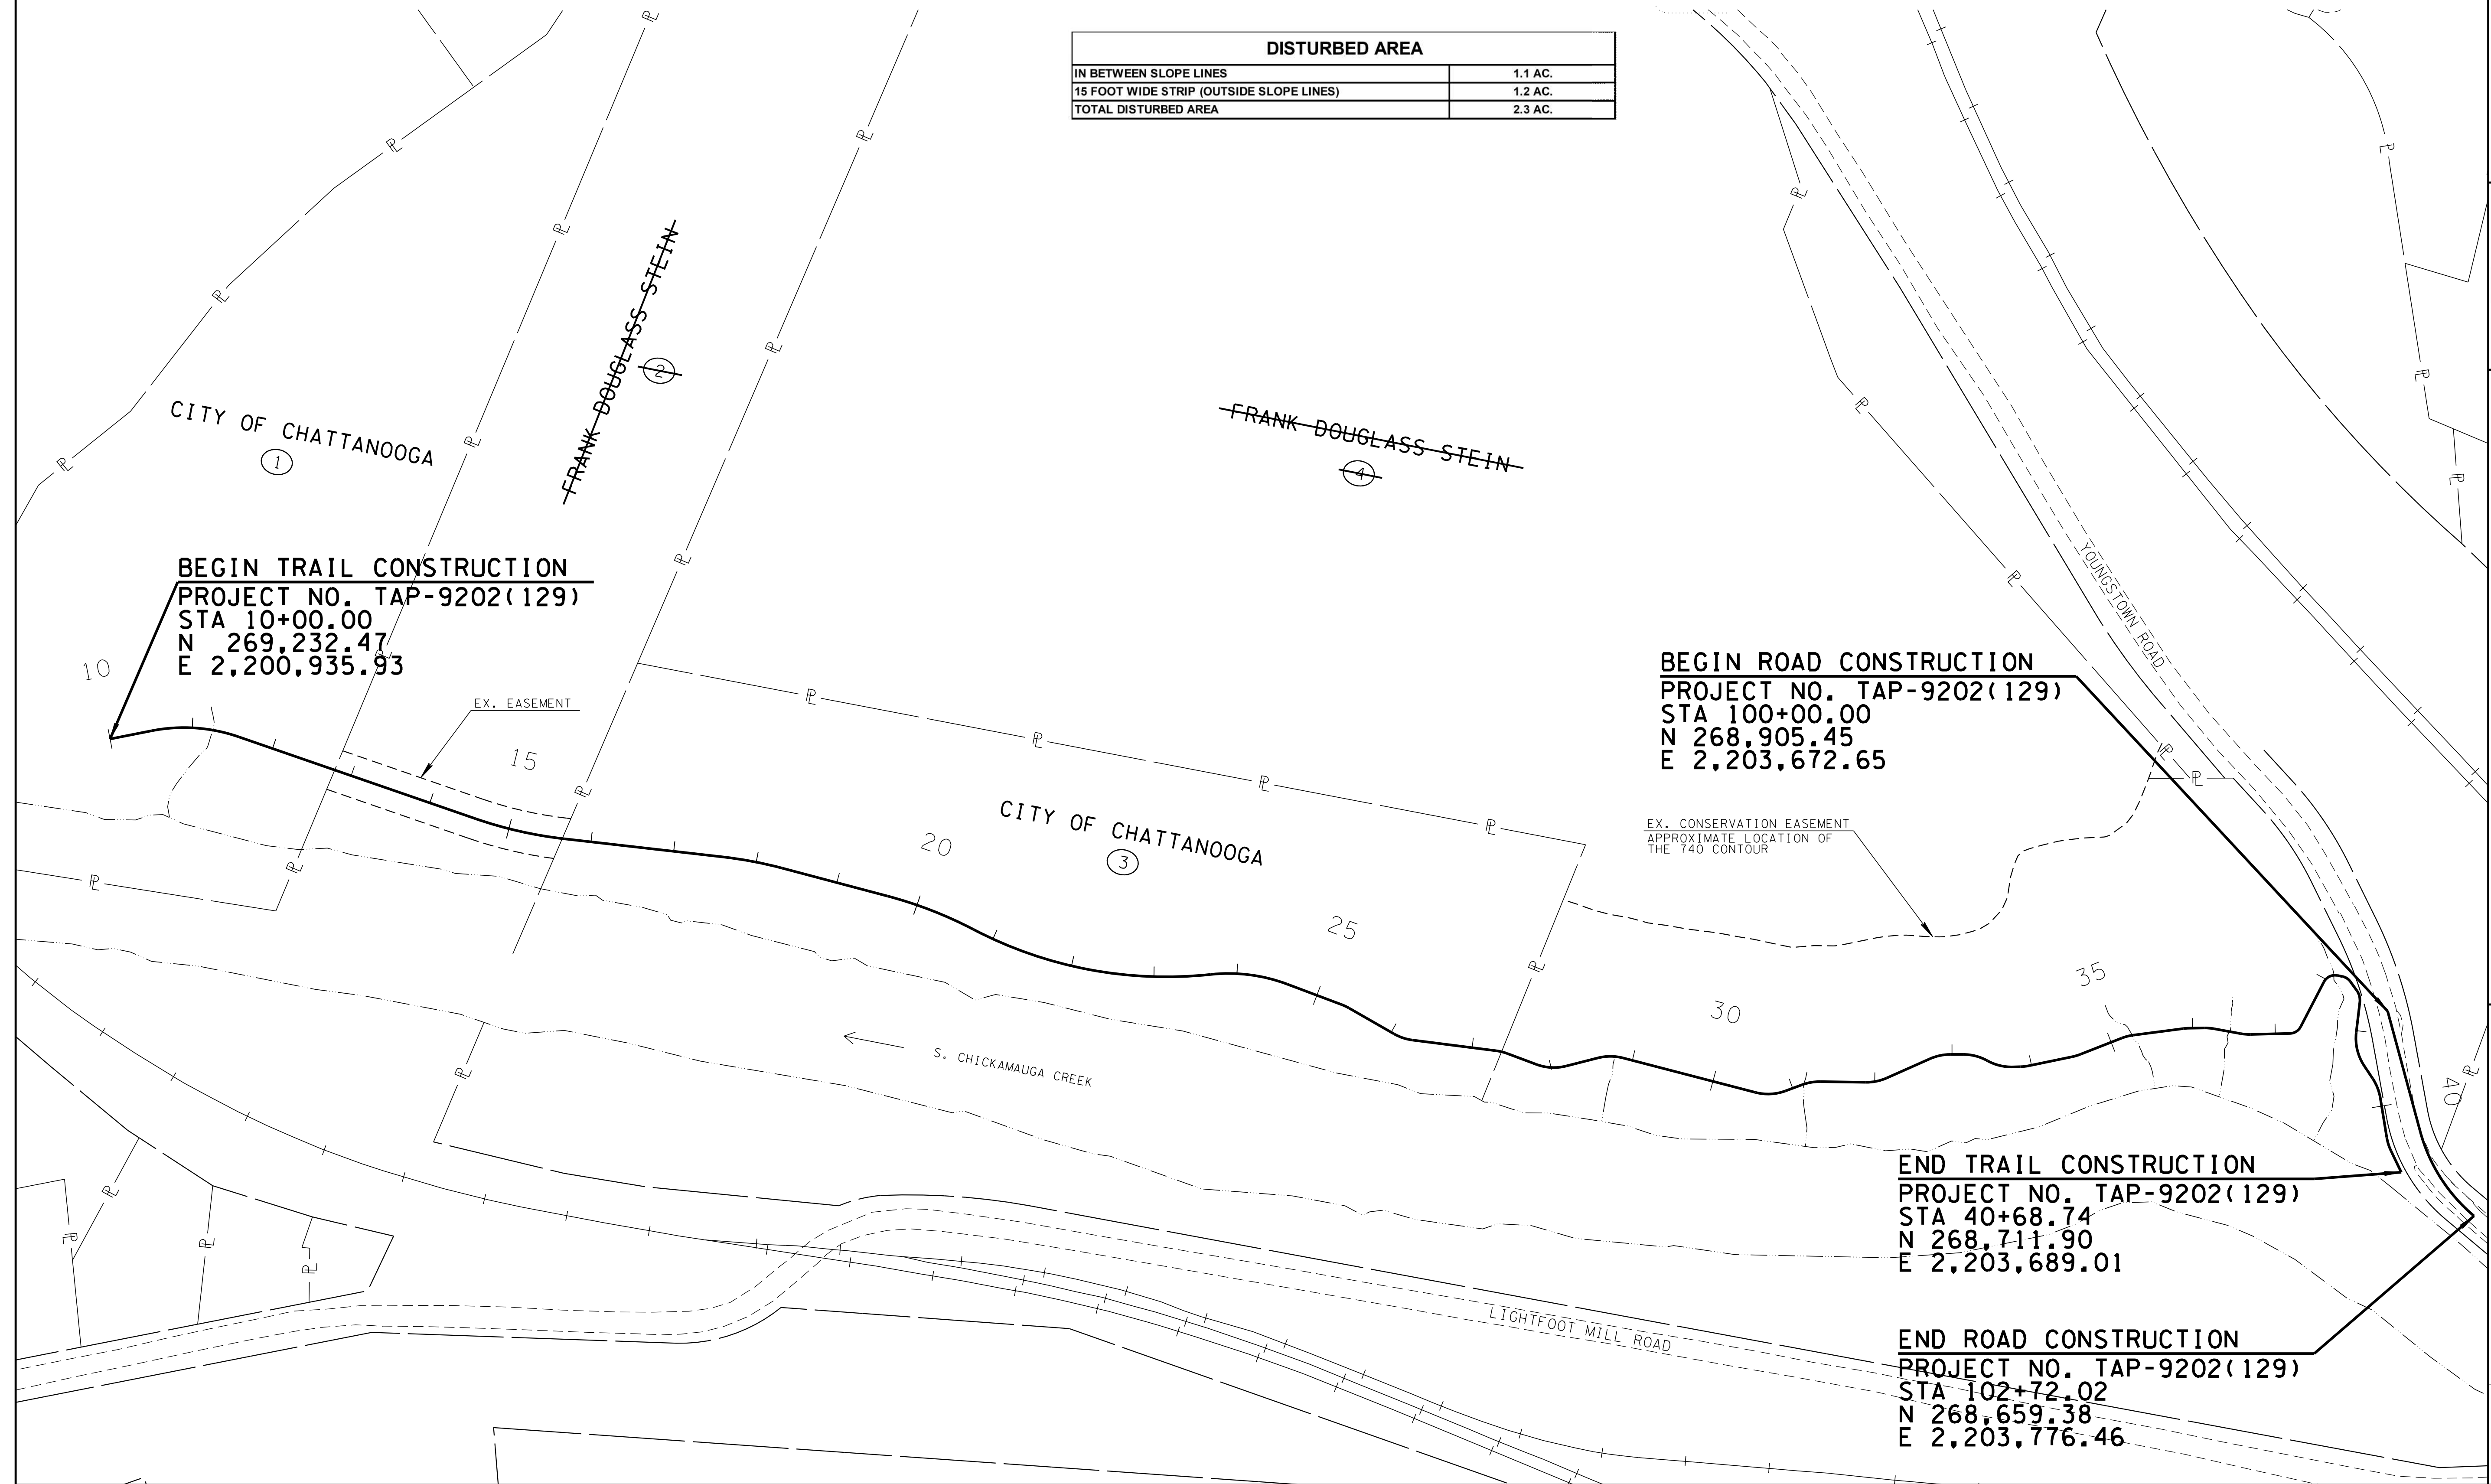 DISTURBED AREA
IN BETWEEN SLOPE LINES 1.1 AC.
15 FOOT WIDE STRIP (OUTSIDE SLOPE LINES) 1.2 AC.
TOTAL DISTURBED AREA 2.3 AC.
CITY OF CHATTANOOGA
1
FRANK DOUGLASS STEIN
2
FRANK DOUGLASS STEIN
4
YOUNGSTOWN ROAD
BEGIN TRAIL CONSTRUCTION
PROJECT NO. TAP-9202(129)
STA 10+00.00
N 269,232.47
E 2,200,935.93
10
EX. EASEMENT
15
BEGIN ROAD CONSTRUCTION
PROJECT NO. TAP-9202(129)
STA 100+00.00
N 268,905.45
E 2,203,672.65
20
CITY OF CHATTANOOGA
3
EX. CONSERVATION EASEMENT
APPROXIMATE LOCATION OF
THE 740 CONTOUR
25
30
35
40
S. CHICKAMAUGA CREEK
END TRAIL CONSTRUCTION
PROJECT NO. TAP-9202(129)
STA 40+68.74
N 268,711.90
E 2,203,689.01
LIGHTFOOT MILL ROAD
END ROAD CONSTRUCTION
PROJECT NO. TAP-9202(129)
STA 102+72.02
N 268,659.38
E 2,203,776.46